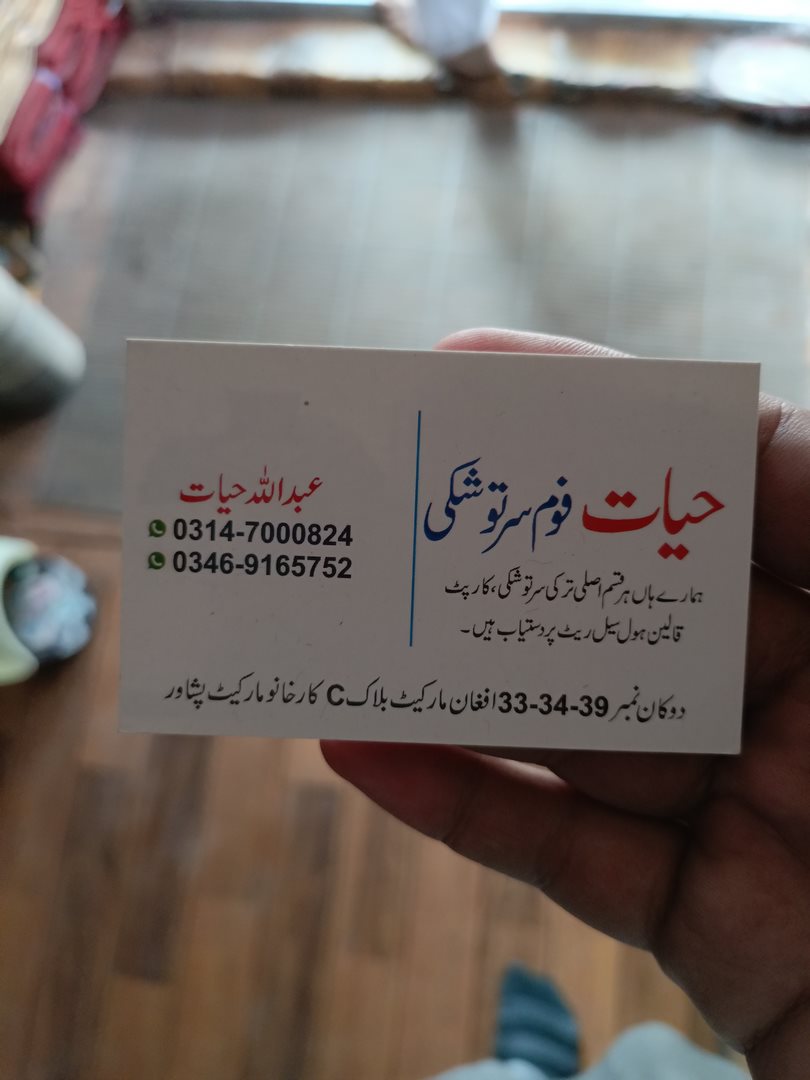 حیات فوم سرتوشکی
ہمارے ہاں ہر قسم اصلی ترکی سرتوشکی، کارپٹ
قالین ہول سیل ریٹ پر دستیاب ہیں۔
عبداللہ حیات
0314-7000824
0346-9165752
دوکان نمبر 39-34-33 افغان مارکیٹ بلاک C کارخانو مارکیٹ پشاور